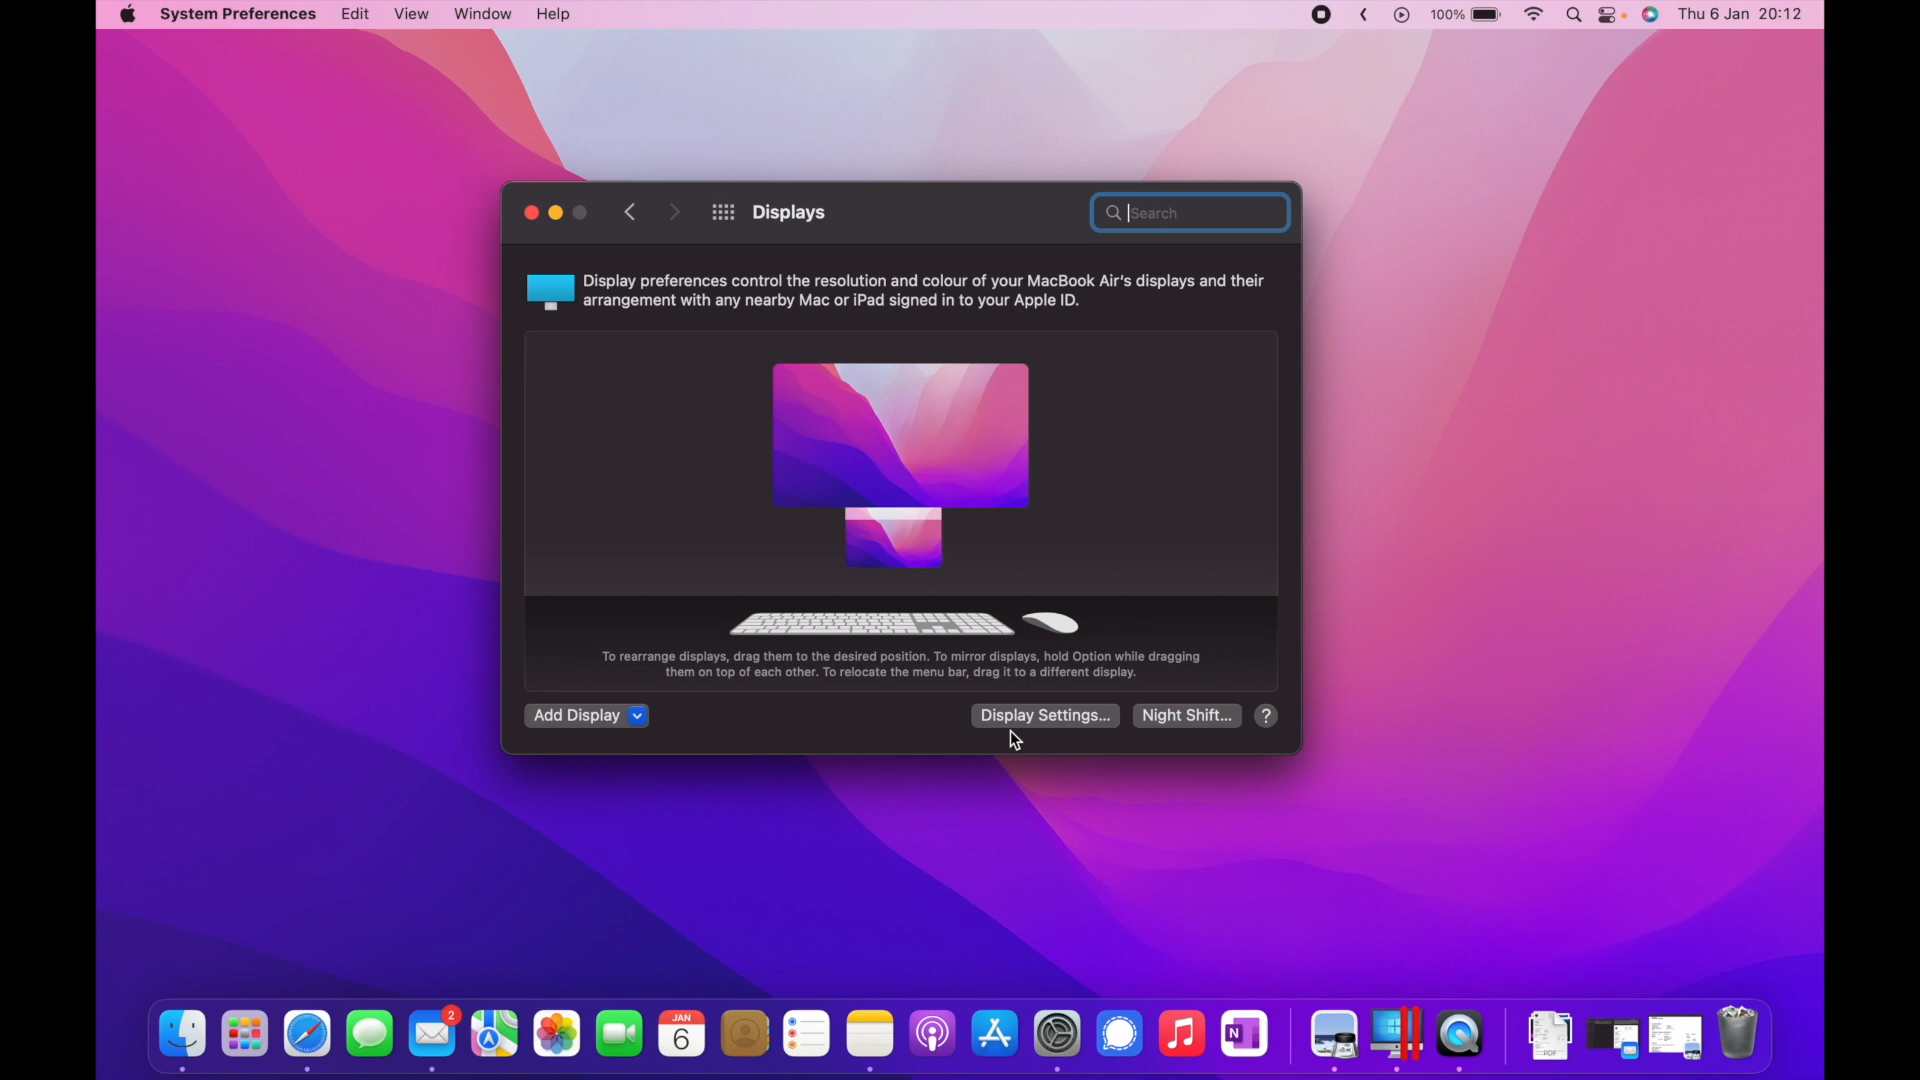 System Preferences Edit View Window Help 100% Thu 6 Jan 20:12
Displays
Search
Display preferences control the resolution and colour of your MacBook Air's displays and their
arrangement with any nearby Mac or iPad signed in to your Apple ID.
To rearrange displays, drag them to the desired position. To mirror displays, hold Option while dragging
them on top of each other. To relocate the menu bar, drag it to a different display.
Add Display Display Settings... Night Shift... ?
2
JAN
6
N
PDF